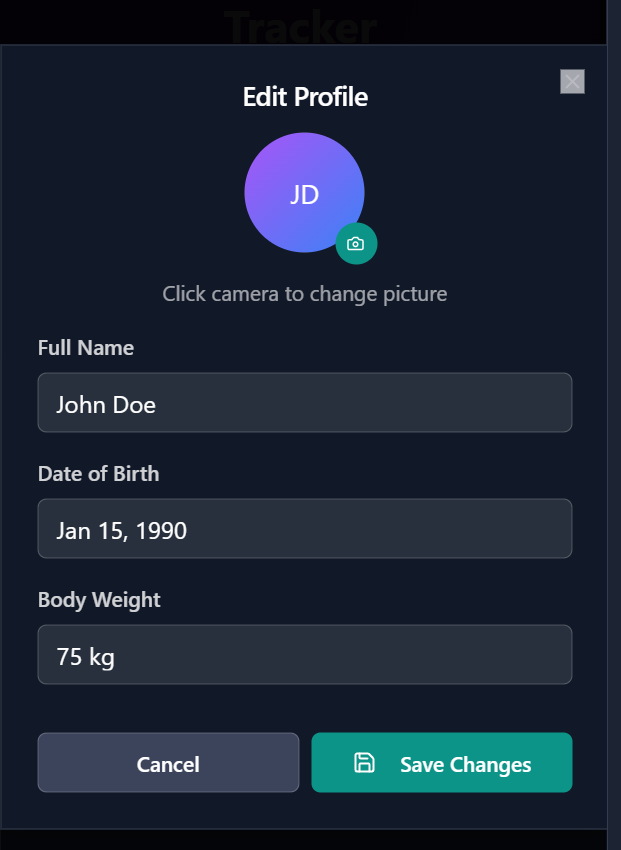 Tracker
Edit Profile
JD
Click camera to change picture
Full Name
John Doe
Date of Birth
Jan 15, 1990
Body Weight
75 kg
Cancel
Save Changes